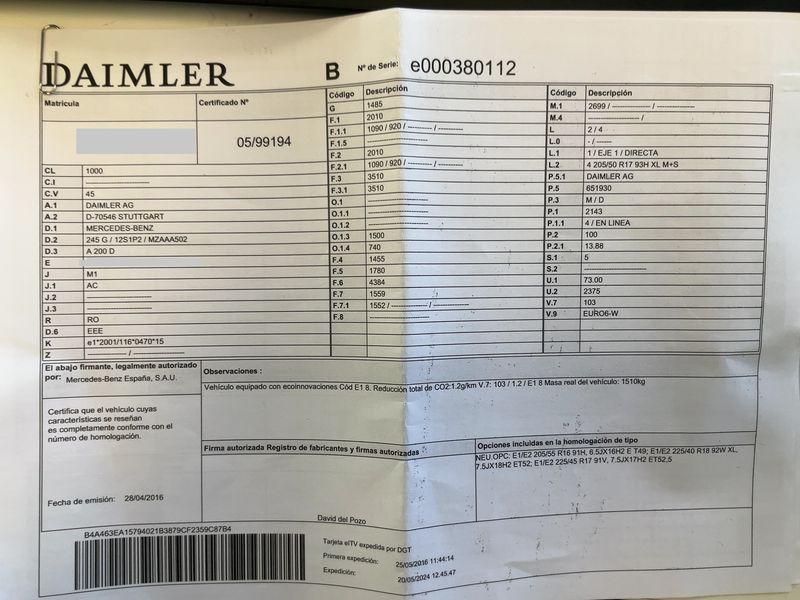 DAIMLER
B Nº de Serie: e000380112
Matrícula
Certificado Nº
05/99194
CL 1000
C.I ----------------------
C.V 45
A.1 DAIMLER AG
A.2 D-70546 STUTTGART
D.1 MERCEDES-BENZ
D.2 245 G / 12S1P2 / MZAAA502
D.3 A 200 D
E
J M1
J.1 AC
J.2 ----------------------
J.3 ----------------------
R RO
D.6 EEE
K e1*2001/116*0470*15
Z --------------- / ------------------
Código Descripción
G 1485
F.1 2010
F.1.1 1090 / 920 / ---------- / ----------
F.1.5 ----------------------
F.2 2010
F.2.1 1090 / 920 / ---------- / ----------
F.3 3510
F.3.1 3510
O.1 ----------------------
O.1.1 ----------------------
O.1.2 ----------------------
O.1.3 1500
O.1.4 740
F.4 1455
F.5 1780
F.6 4384
F.7 1559
F.7.1 1552 / ---------- / ----------
F.8 ----------------------
Código Descripción
M.1 2699 / --------------- / ---------------
M.4 --------------------- /
L 2 / 4
L.0 - / ------
L.1 1 / EJE 1 / DIRECTA
L.2 4 205/50 R17 93H XL M+S
P.5.1 DAIMLER AG
P.5 651930
P.3 M / D
P.1 2143
P.1.1 4 / EN LINEA
P.2 100
P.2.1 13.88
S.1 5
S.2 ----------------------
U.1 73.00
U.2 2375
V.7 103
V.9 EURO6-W
El abajo firmante, legalmente autorizado
por: Mercedes-Benz España, S.A.U.
Certifica que el vehículo cuyas
características se reseñan
es completamente conforme con el
número de homologación.
Fecha de emisión: 28/04/2016
Observaciones :
Vehículo equipado con ecoinnovaciones Cód E1 8. Reducción total de CO2:1.2g/km V.7: 103 / 1.2 / E1 8 Masa real del vehículo: 1510kg
Firma autorizada Registro de fabricantes y firmas autorizadas
David del Pozo
Opciones incluidas en la homologación de tipo
NEU.OPC: E1/E2 205/55 R16 91H, 6.5JX16H2 E T49; E1/E2 225/40 R18 92W XL,
7.5JX18H2 ET52; E1/E2 225/45 R17 91V, 7.5JX17H2 ET52,5
B4A463EA15794021B3879CF2359C87B4
Tarjeta eITV expedida por DGT
Primera expedición: 25/05/2016 11:44:14
Expedición: 20/05/2024 12.45.47